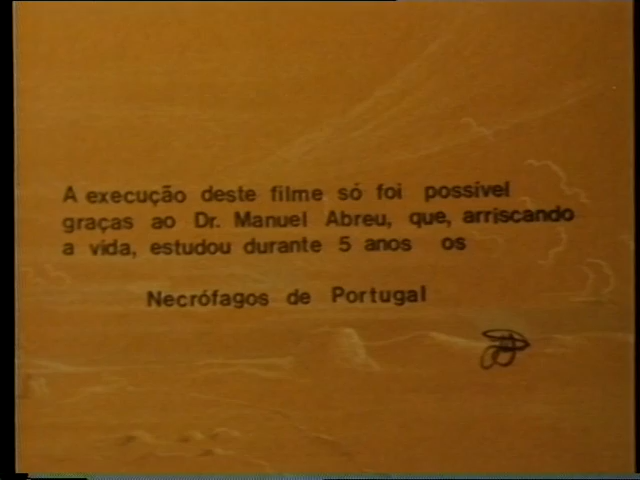 A execução deste filme só foi possível
graças ao Dr. Manuel Abreu, que, arriscando
a vida, estudou durante 5 anos os
Necrófagos de Portugal